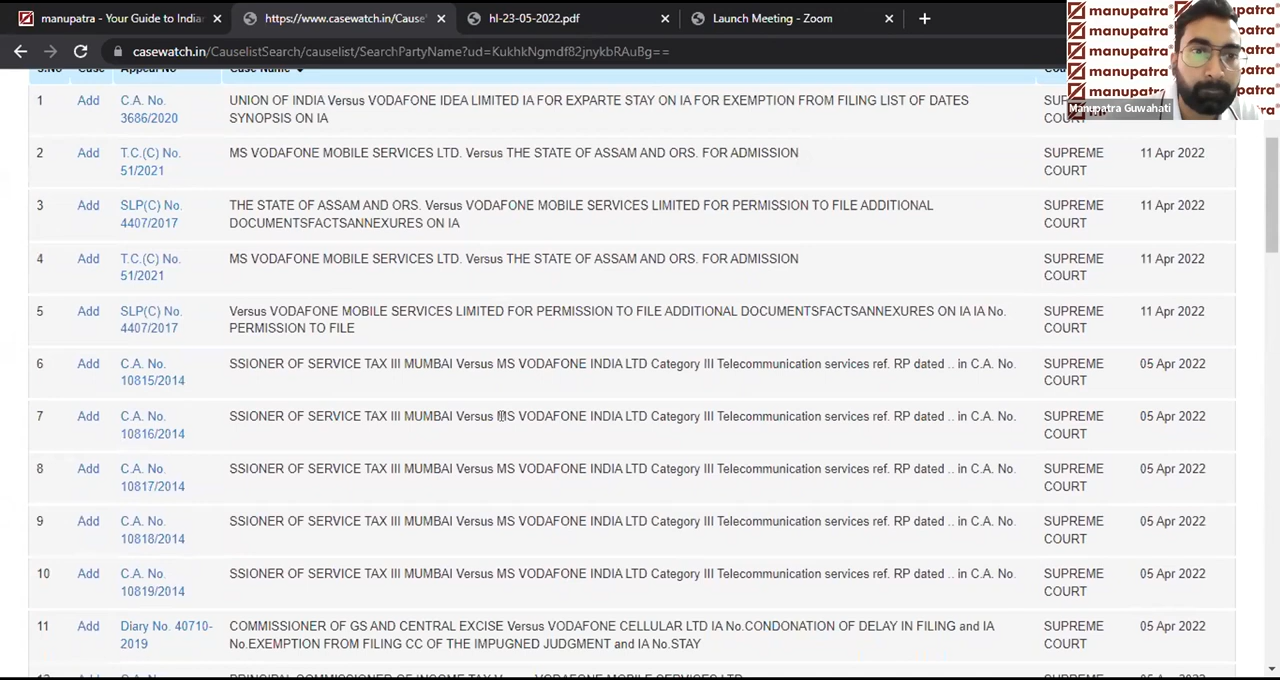 manupatra - Your Guide to Indian
https://www.casewatch.in/Cause
hl-23-05-2022.pdf
Launch Meeting - Zoom
casewatch.in/CauselistSearch/causelist/SearchPartyName?ud=KukhkNgmdf82jnykbRAuBg==
manupatra
manupatra
manupatra
manupatra
manupatra
Manupatra Guwahati
S.No Case Appeal No Case Name
1 Add C.A. No. UNION OF INDIA Versus VODAFONE IDEA LIMITED IA FOR EXPARTE STAY ON IA FOR EXEMPTION FROM FILING LIST OF DATES
3686/2020 SYNOPSIS ON IA COURT
2 Add T.C.(C) No. MS VODAFONE MOBILE SERVICES LTD. Versus THE STATE OF ASSAM AND ORS. FOR ADMISSION SUPREME 11 Apr 2022
51/2021 COURT
3 Add SLP(C) No. THE STATE OF ASSAM AND ORS. Versus VODAFONE MOBILE SERVICES LIMITED FOR PERMISSION TO FILE ADDITIONAL SUPREME 11 Apr 2022
4407/2017 DOCUMENTSFACTSANNEXURES ON IA COURT
4 Add T.C.(C) No. MS VODAFONE MOBILE SERVICES LTD. Versus THE STATE OF ASSAM AND ORS. FOR ADMISSION SUPREME 11 Apr 2022
51/2021 COURT
5 Add SLP(C) No. Versus VODAFONE MOBILE SERVICES LIMITED FOR PERMISSION TO FILE ADDITIONAL DOCUMENTSFACTSANNEXURES ON IA IA No. SUPREME 11 Apr 2022
4407/2017 PERMISSION TO FILE COURT
6 Add C.A. No. SSIONER OF SERVICE TAX III MUMBAI Versus MS VODAFONE INDIA LTD Category III Telecommunication services ref. RP dated .. in C.A. No. SUPREME 05 Apr 2022
10815/2014 COURT
7 Add C.A. No. SSIONER OF SERVICE TAX III MUMBAI Versus MS VODAFONE INDIA LTD Category III Telecommunication services ref. RP dated .. in C.A. No. SUPREME 05 Apr 2022
10816/2014 COURT
8 Add C.A. No. SSIONER OF SERVICE TAX III MUMBAI Versus MS VODAFONE INDIA LTD Category III Telecommunication services ref. RP dated .. in C.A. No. SUPREME 05 Apr 2022
10817/2014 COURT
9 Add C.A. No. SSIONER OF SERVICE TAX III MUMBAI Versus MS VODAFONE INDIA LTD Category III Telecommunication services ref. RP dated .. in C.A. No. SUPREME 05 Apr 2022
10818/2014 COURT
10 Add C.A. No. SSIONER OF SERVICE TAX III MUMBAI Versus MS VODAFONE INDIA LTD Category III Telecommunication services ref. RP dated .. in C.A. No. SUPREME 05 Apr 2022
10819/2014 COURT
11 Add Diary No. 40710- COMMISSIONER OF GS AND CENTRAL EXCISE Versus VODAFONE CELLULAR LTD IA No.CONDONATION OF DELAY IN FILING and IA SUPREME 05 Apr 2022
2019 No.EXEMPTION FROM FILING CC OF THE IMPUGNED JUDGMENT and IA No.STAY COURT